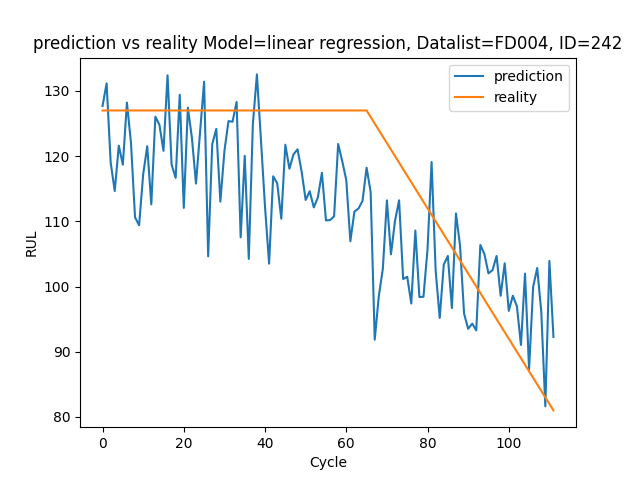 prediction vs reality Model=linear regression, Datalist=FD004, ID=242
prediction
reality
130
120
110
100
90
80
RUL
0 20 40 60 80 100
Cycle